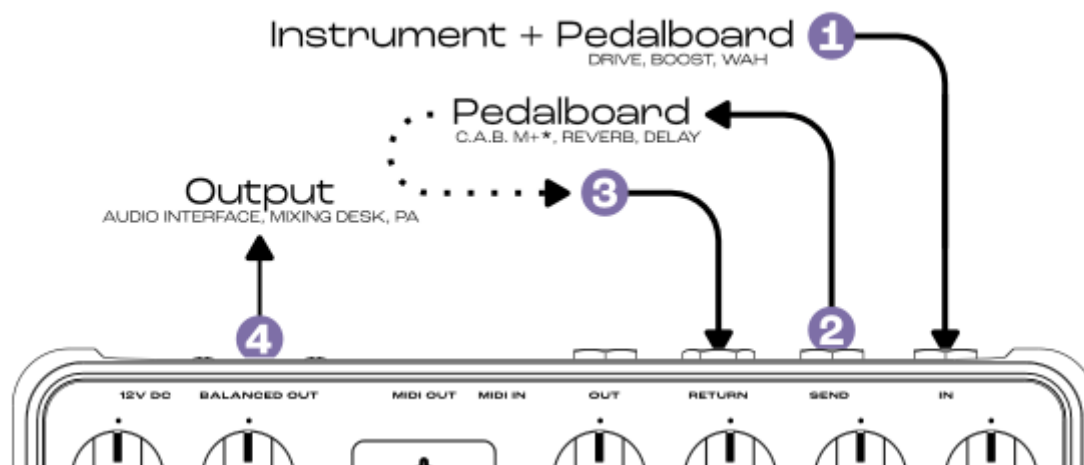 Instrument + Pedalboard 1
DRIVE, BOOST, WAH
Pedalboard
C.A.B. M+*, REVERB, DELAY
3
Output
AUDIO INTERFACE, MIXING DESK, PA
4
2
12V DC BALANCED OUT MIDI OUT MIDI IN OUT RETURN SEND IN